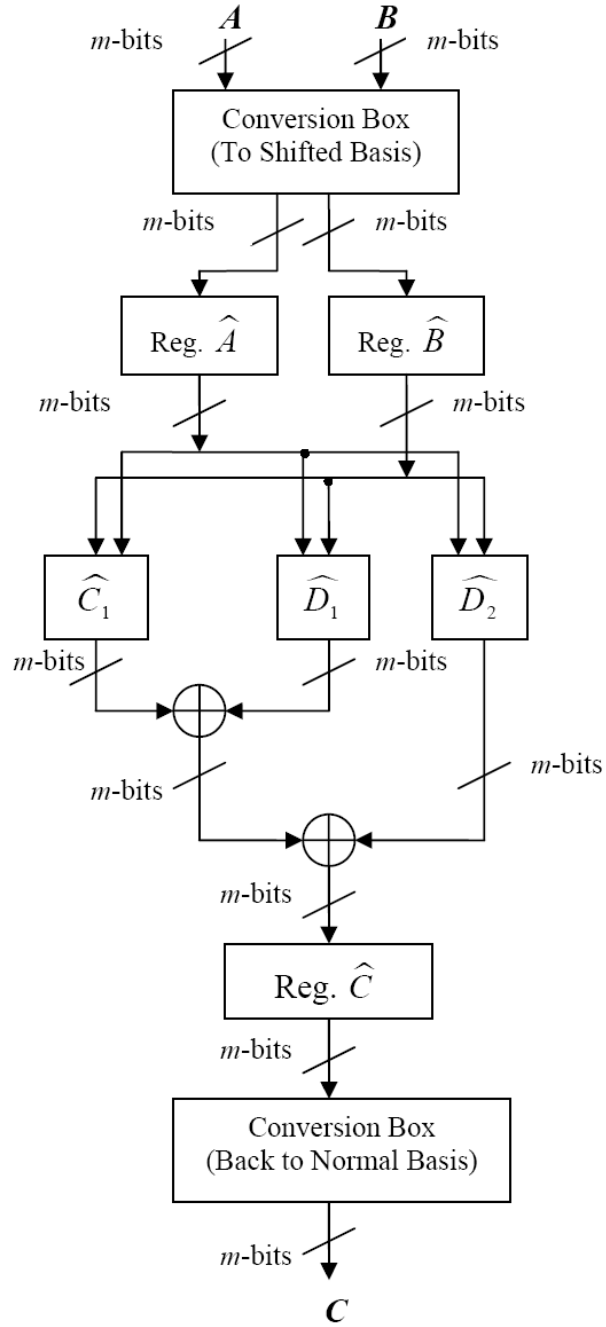 A B
m-bits m-bits
Conversion Box
(To Shifted Basis)
m-bits m-bits
Reg. Â Reg. B̂
m-bits m-bits
Ĉ₁ D̂₁ D̂₂
m-bits m-bits
m-bits m-bits
m-bits
Reg. Ĉ
m-bits
Conversion Box
(Back to Normal Basis)
m-bits
C